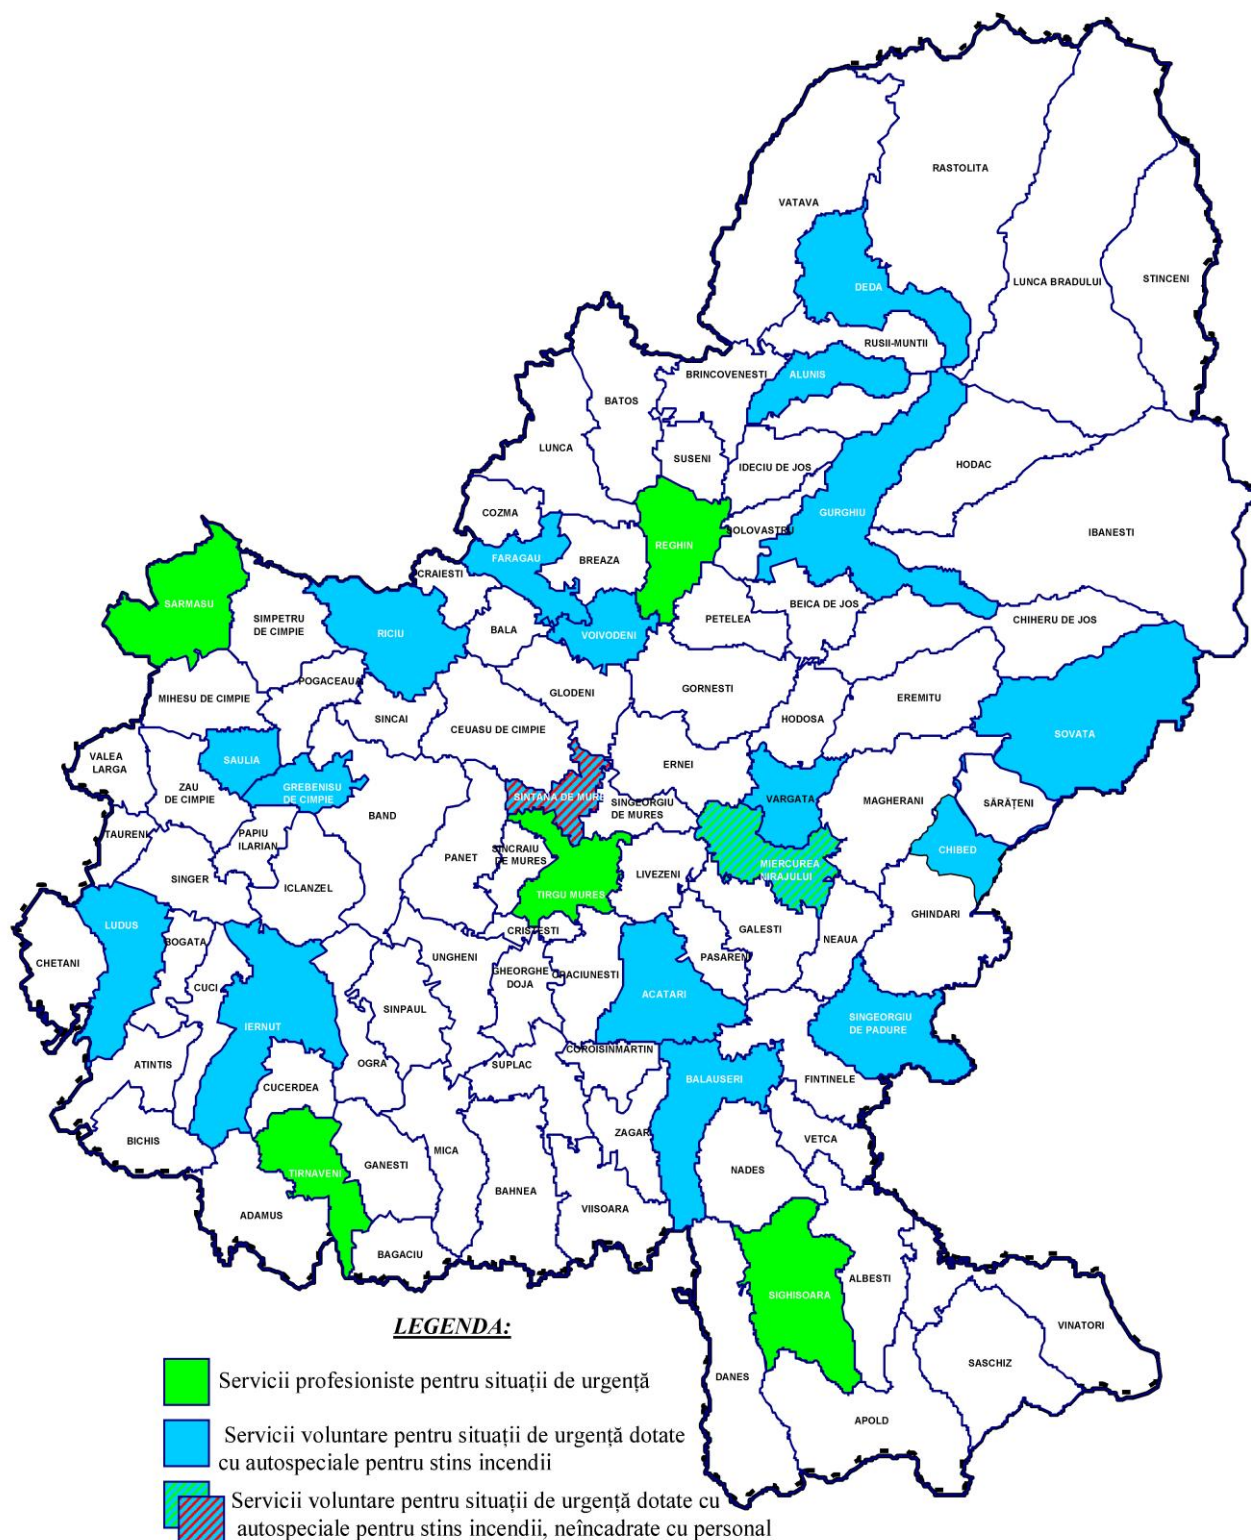 RASTOLITA
VATAVA
STINCENI
LUNCA BRADULUI
DEDA
RUSII-MUNTII
BRINCOVENESTI
ALUNIS
BATOS
LUNCA
SUSENI
IDECIU DE JOS
HODAC
COZMA
GURGHIU
SOLOVASTRU
IBANESTI
REGHIN
FARAGAU
BREAZA
CRAIESTI
SARMASU
SIMPETRU
DE CIMPIE
RICIU
BALA
VOIVODENI
PETELEA
BEICA DE JOS
CHIHERU DE JOS
POGACEAUA
MIHESU DE CIMPIE
GLODENI
GORNESTI
EREMITU
SINCAI
CEUASU DE CIMPIE
HODOSA
SOVATA
VALEA
LARGA
SAULIA
ERNEI
ZAU
DE CIMPIE
GREBENISU
DE CIMPIE
SINTANA DE MURE
SINGEORGIU
DE MURES
VARGATA
MAGHERANI
SĂRĂŢENI
BAND
TAURENI
PAPIU
ILARIAN
SINCRAIU
DE MURES
PANET
CHIBED
MIERCUREA
NIRAJULUI
LIVEZENI
SINGER
ICLANZEL
TIRGU MURES
GHINDARI
LUDUS
CRISTESTI
GALESTI
BOGATA
NEAUA
UNGHENI
PASARENI
CHETANI
GHEORGHE
DOJA
CRACIUNESTI
CUCI
ACATARI
SINPAUL
SINGEORGIU
DE PADURE
IERNUT
COROISINMARTIN
ATINTIS
OGRA
SUPLAC
BALAUSERI
FINTINELE
CUCERDEA
ZAGAR
BICHIS
VETCA
MICA
GANESTI
NADES
TIRNAVENI
BAHNEA
VIISOARA
ADAMUS
BAGACIU
ALBESTI
SIGHISOARA
VINATORI
SASCHIZ
DANES
APOLD
LEGENDA:
Servicii profesioniste pentru situații de urgență
Servicii voluntare pentru situații de urgență dotate
cu autospeciale pentru stins incendii
Servicii voluntare pentru situații de urgență dotate cu
autospeciale pentru stins incendii, neîncadrate cu personal